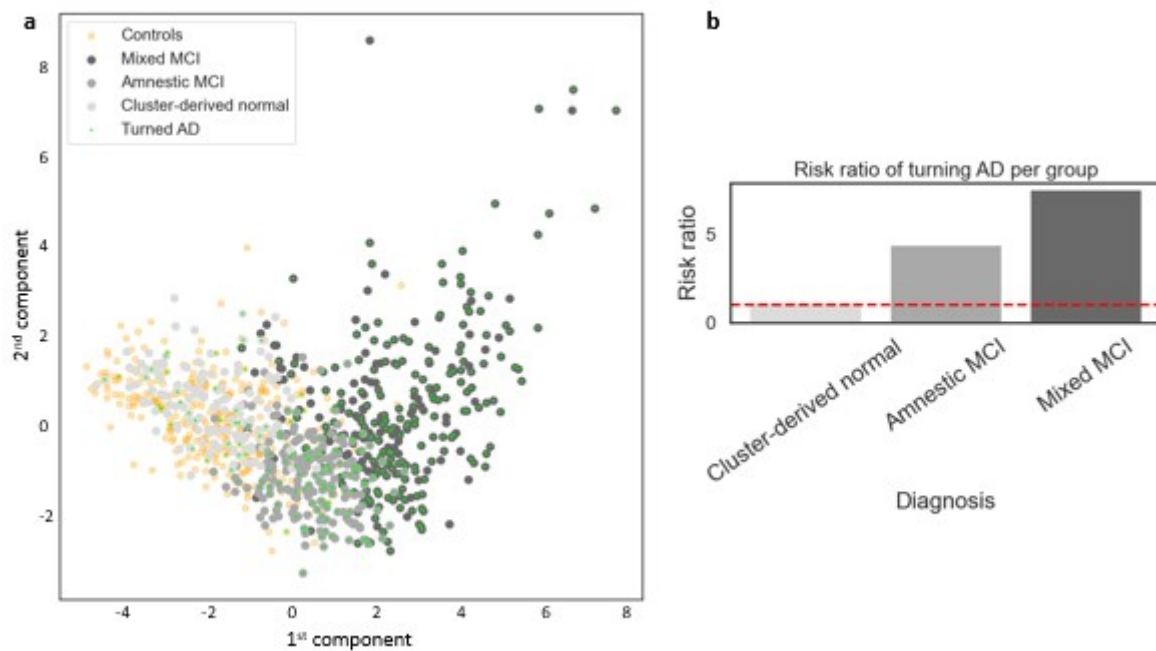 a
Controls
Mixed MCI
Amnestic MCI
Cluster-derived normal
Turned AD
8
6
4
2
0
-2
2nd component
-4
-2
0
2
4
6
8
1st component
b
Risk ratio of turning AD per group
5
0
Risk ratio
Cluster-derived normal
Amnestic MCI
Mixed MCI
Diagnosis